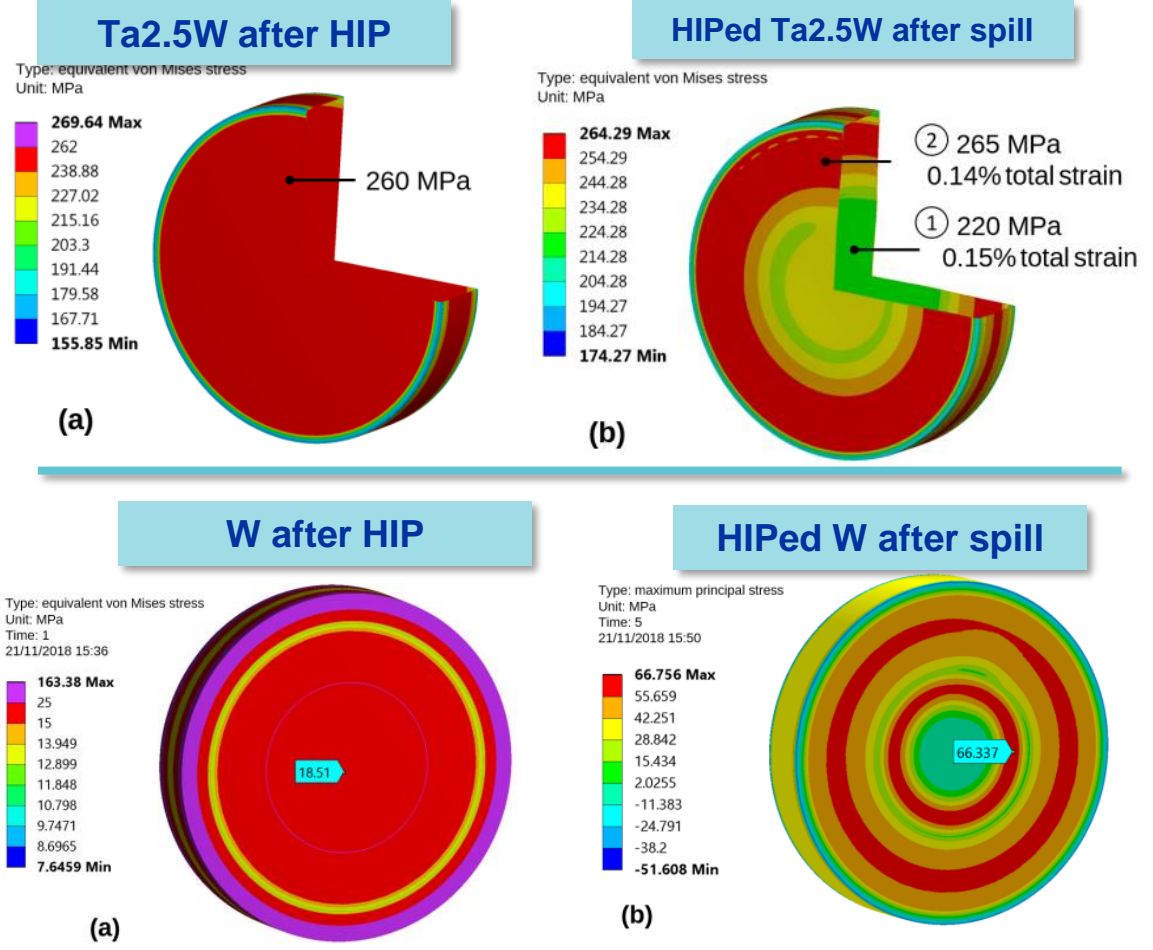 Ta2.5W after HIP
Type: equivalent von Mises stress
Unit: MPa
269.64 Max
262
238.88
227.02
215.16
203.3
191.44
179.58
167.71
155.85 Min
260 MPa
(a)
HIPed Ta2.5W after spill
Type: equivalent von Mises stress
Unit: MPa
264.29 Max
254.29
244.28
234.28
224.28
214.28
204.28
194.27
184.27
174.27 Min
2 265 MPa
0.14% total strain
1 220 MPa
0.15% total strain
(b)
W after HIP
Type: equivalent von Mises stress
Unit: MPa
Time: 1
21/11/2018 15:36
163.38 Max
25
15
13.949
12.899
11.848
10.798
9.7471
8.6965
7.6459 Min
18.51
(a)
HIPed W after spill
Type: maximum principal stress
Unit: MPa
Time: 5
21/11/2018 15:50
66.756 Max
55.659
42.251
28.842
15.434
2.0255
-11.383
-24.791
-38.2
-51.608 Min
66.337
(b)